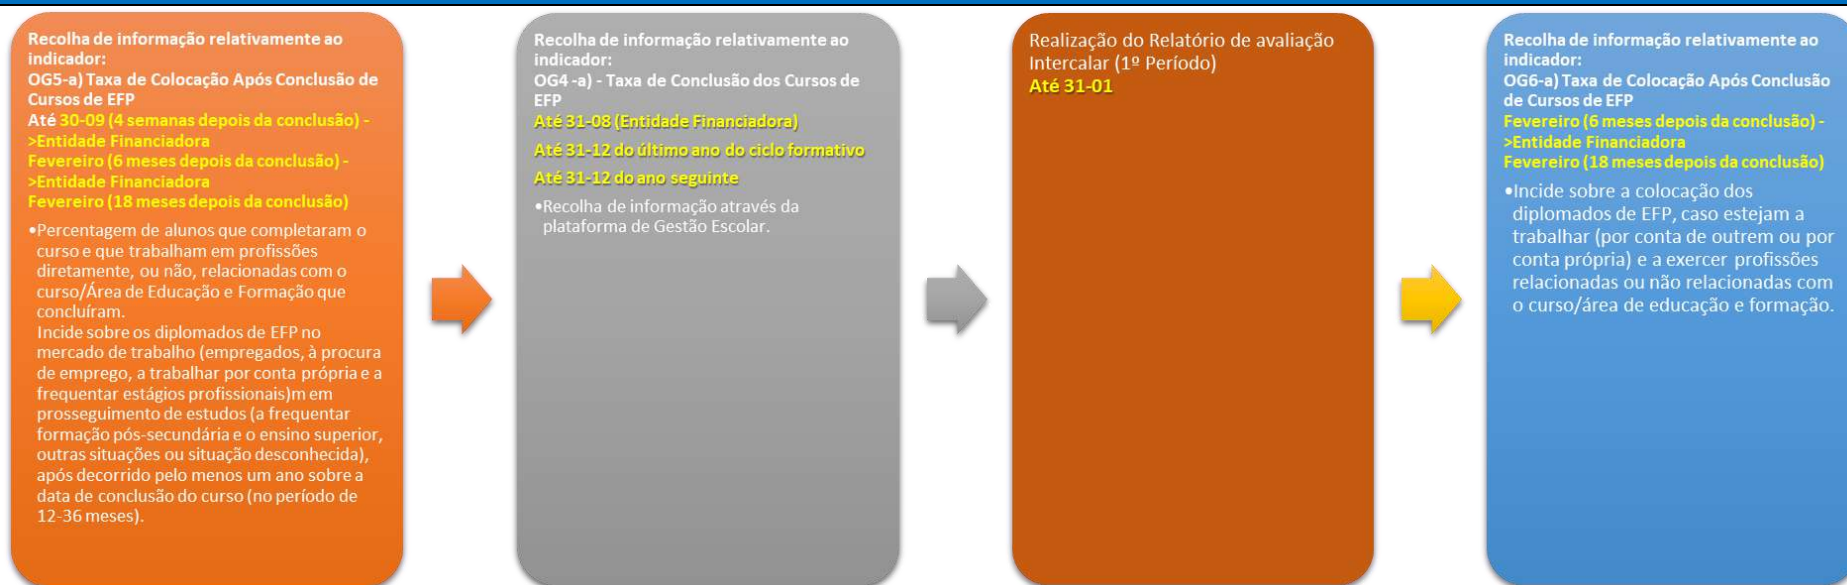 Recolha de informação relativamente ao
indicador:
OG5-a) Taxa de Colocação Após Conclusão de
Cursos de EFP
Até 30-09 (4 semanas depois da conclusão) -
>Entidade Financiadora
Fevereiro (6 meses depois da conclusão) -
>Entidade Financiadora
Fevereiro (18 meses depois da conclusão)
•Percentagem de alunos que completaram o
curso e que trabalham em profissões
diretamente, ou não, relacionadas com o
curso/Área de Educação e Formação que
concluíram.
Incide sobre os diplomados de EFP no
mercado de trabalho (empregados, à procura
de emprego, a trabalhar por conta própria e a
frequentar estágios profissionais)m em
prosseguimento de estudos (a frequentar
formação pós-secundária e o ensino superior,
outras situações ou situação desconhecida),
após decorrido pelo menos um ano sobre a
data de conclusão do curso (no período de
12-36 meses).
Recolha de informação relativamente ao
indicador:
OG4 -a) - Taxa de Conclusão dos Cursos de
EFP
Até 31-08 (Entidade Financiadora)
Até 31-12 do último ano do ciclo formativo
Até 31-12 do ano seguinte
•Recolha de informação através da
plataforma de Gestão Escolar.
Realização do Relatório de avaliação
Intercalar (1º Período)
Até 31-01
Recolha de informação relativamente ao
indicador:
OG6-a) Taxa de Colocação Após Conclusão
de Cursos de EFP
Fevereiro (6 meses depois da conclusão) -
>Entidade Financiadora
Fevereiro (18 meses depois da conclusão)
•Incide sobre a colocação dos
diplomados de EFP, caso estejam a
trabalhar (por conta de outrem ou por
conta própria) e a exercer profissões
relacionadas ou não relacionadas com
o curso/área de educação e formação.